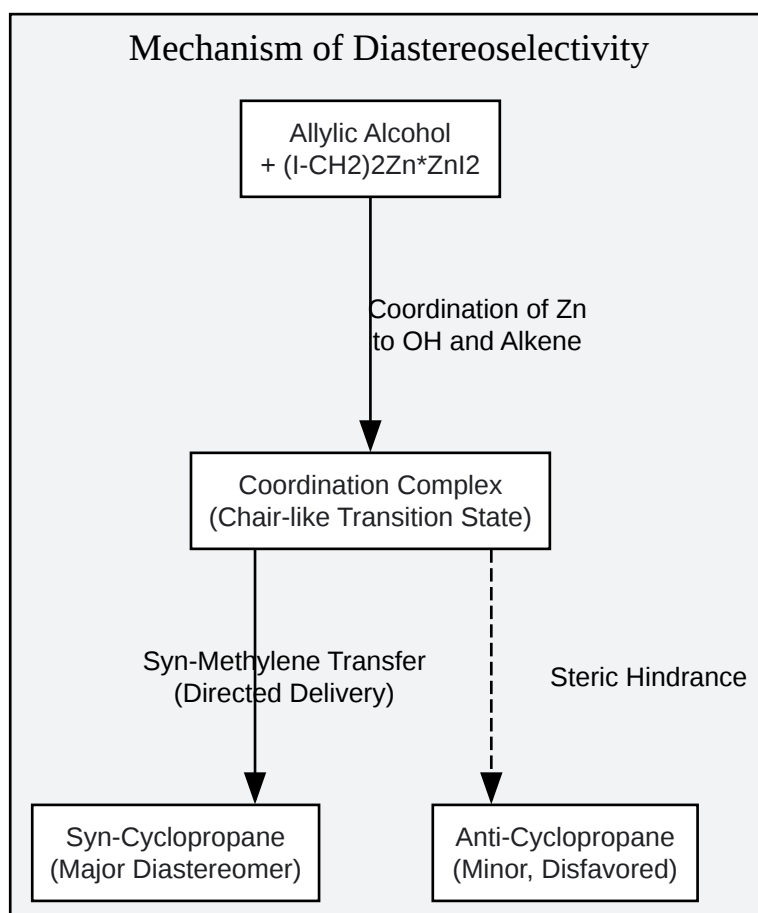 Mechanism of Diastereoselectivity
Allylic Alcohol
+ (I-CH2)2Zn*ZnI2
Coordination of Zn
to OH and Alkene
Coordination Complex
(Chair-like Transition State)
Syn-Methylene Transfer
(Directed Delivery)
Steric Hindrance
Syn-Cyclopropane
(Major Diastereomer)
Anti-Cyclopropane
(Minor, Disfavored)